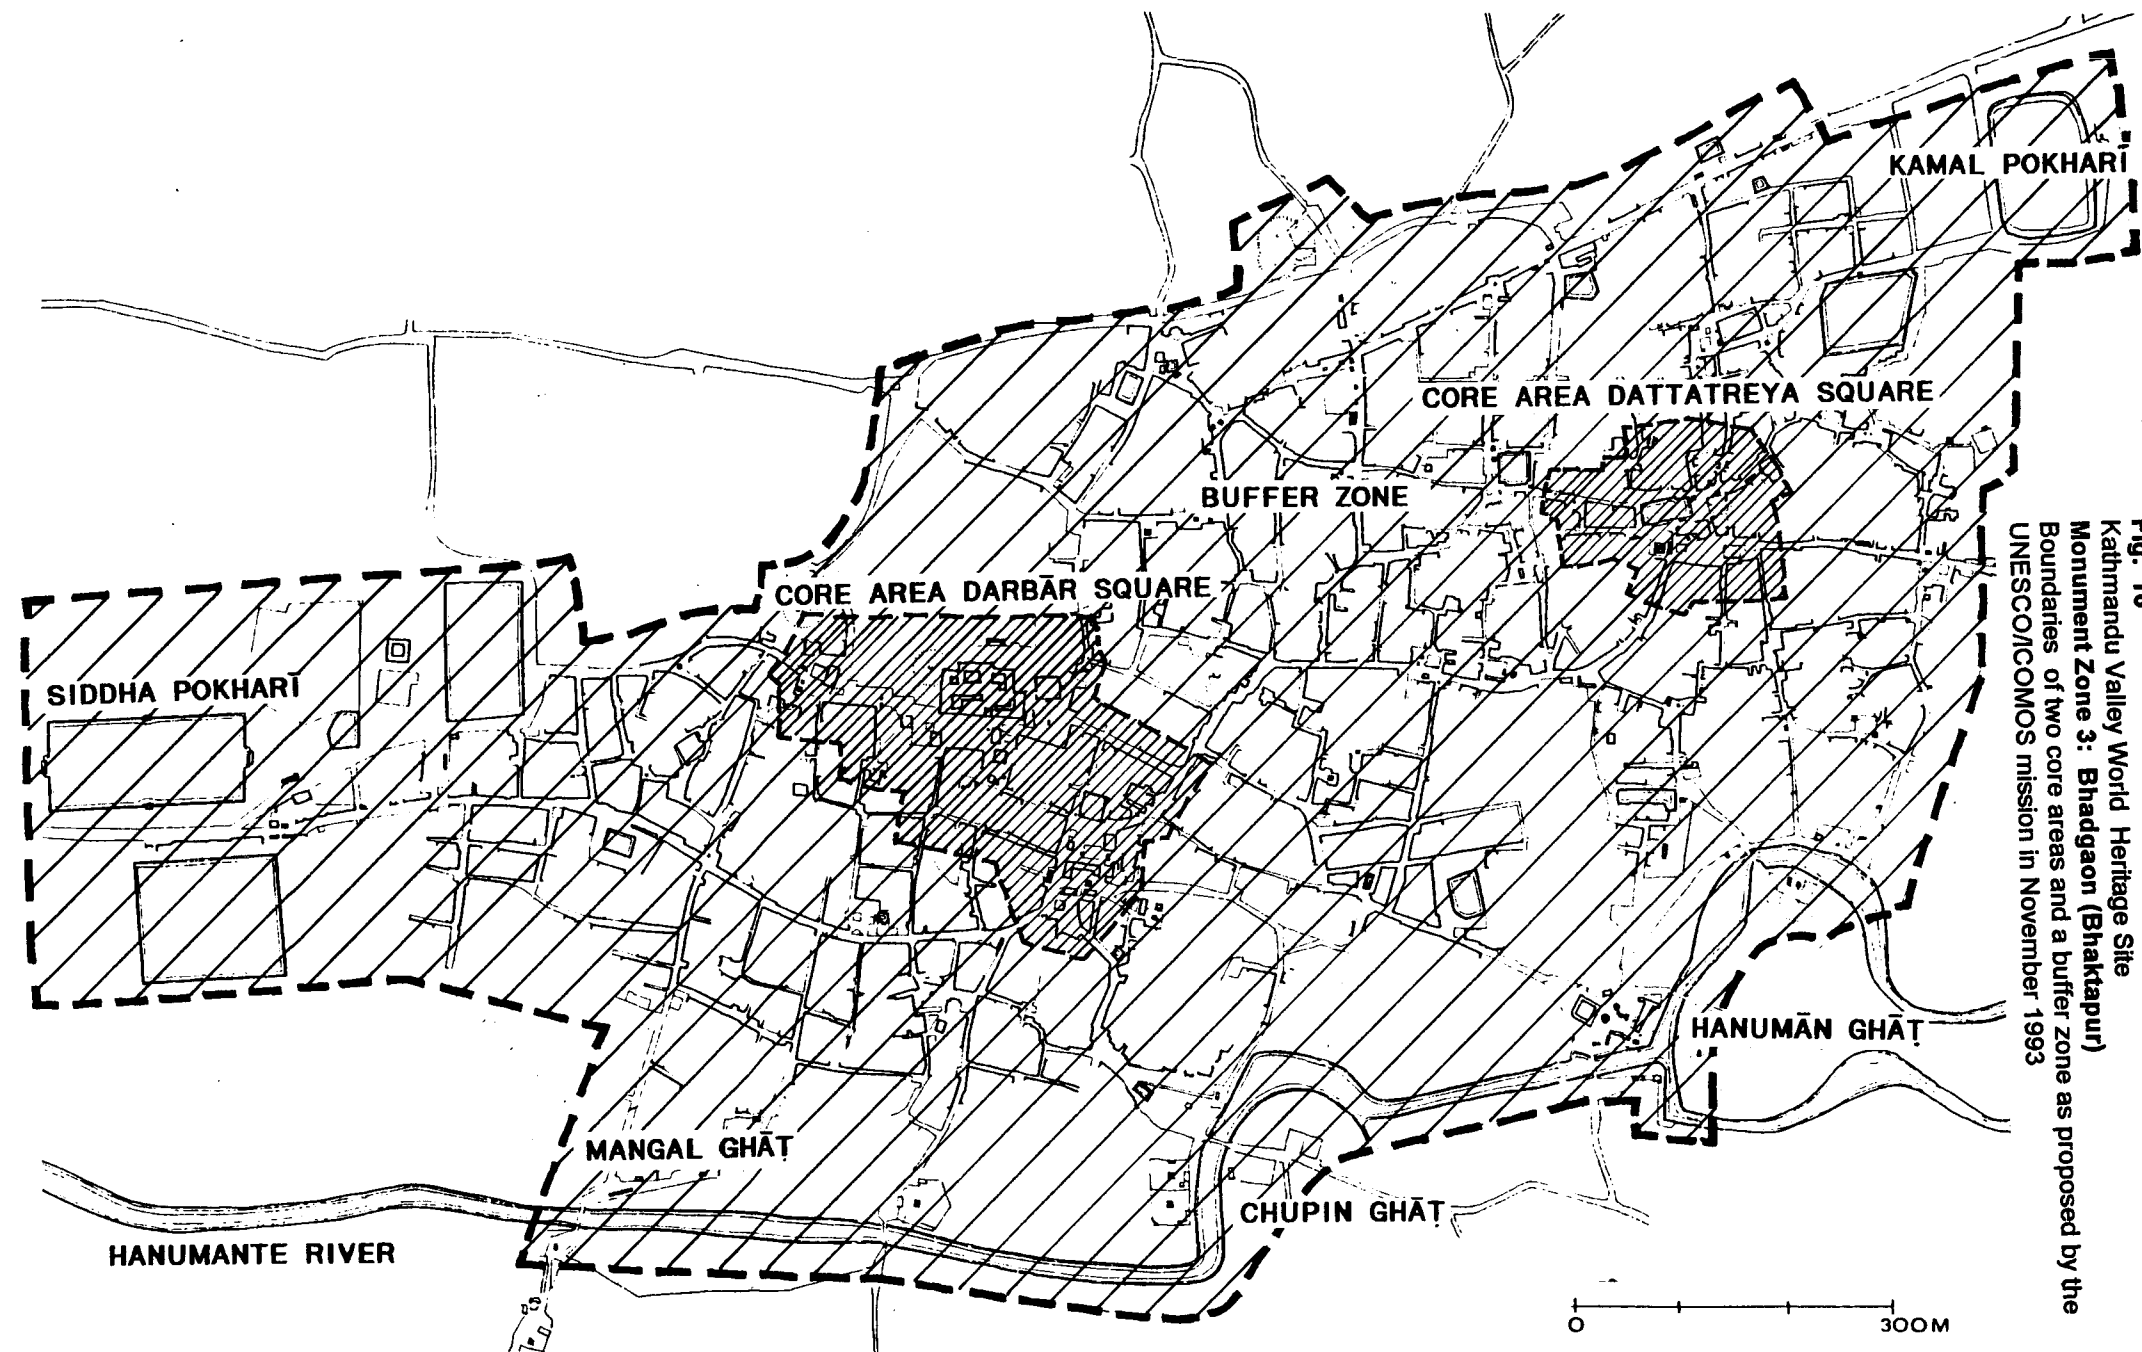 KAMAL POKHARĪ
CORE AREA DATTATREYA SQUARE
BUFFER ZONE
CORE AREA DARBĀR SQUARE
SIDDHA POKHARĪ
HANUMĀN GHĀṬ
MANGAL GHĀṬ
CHUPIN GHĀṬ
HANUMANTE RIVER
0 300M
Kathmandu Valley World Heritage Site
Monument Zone 3: Bhadgaon (Bhaktapur)
Boundaries of two core areas and a buffer zone as proposed by the
UNESCO/ICOMOS mission in November 1993